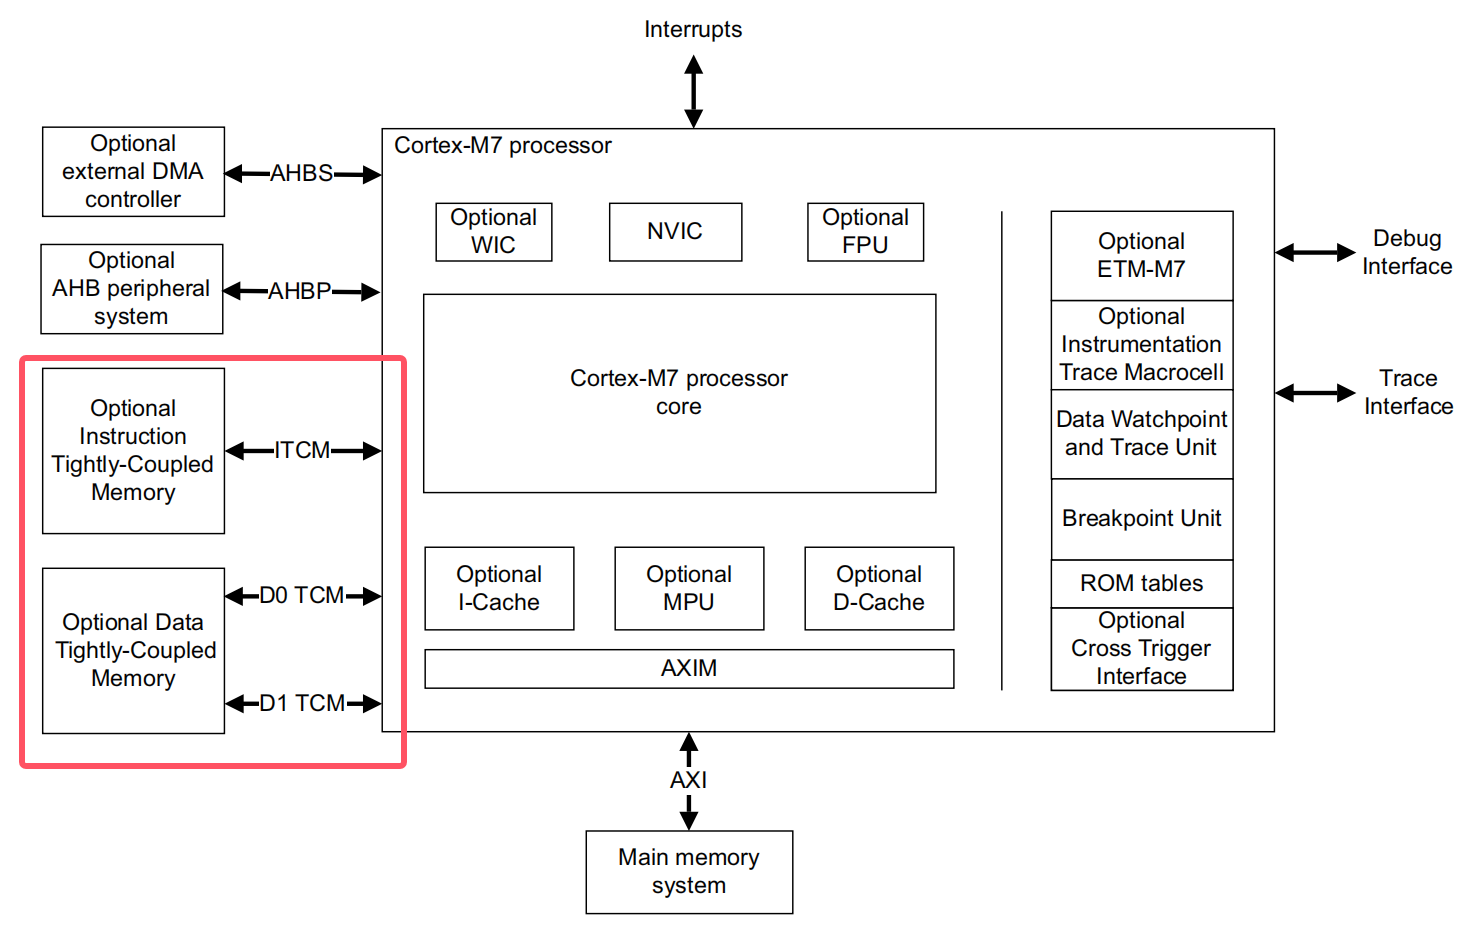 Interrupts
Cortex-M7 processor
Optional
external DMA
controller
AHBS
Optional
AHB peripheral
system
AHBP
Optional
Instruction
Tightly-Coupled
Memory
ITCM
Optional Data
Tightly-Coupled
Memory
D0 TCM
D1 TCM
Optional
WIC
NVIC
Optional
FPU
Cortex-M7 processor
core
Optional
I-Cache
Optional
MPU
Optional
D-Cache
AXIM
Optional
ETM-M7
Optional
Instrumentation
Trace Macrocell
Data Watchpoint
and Trace Unit
Breakpoint Unit
ROM tables
Optional
Cross Trigger
Interface
Debug
Interface
Trace
Interface
AXI
Main memory
system